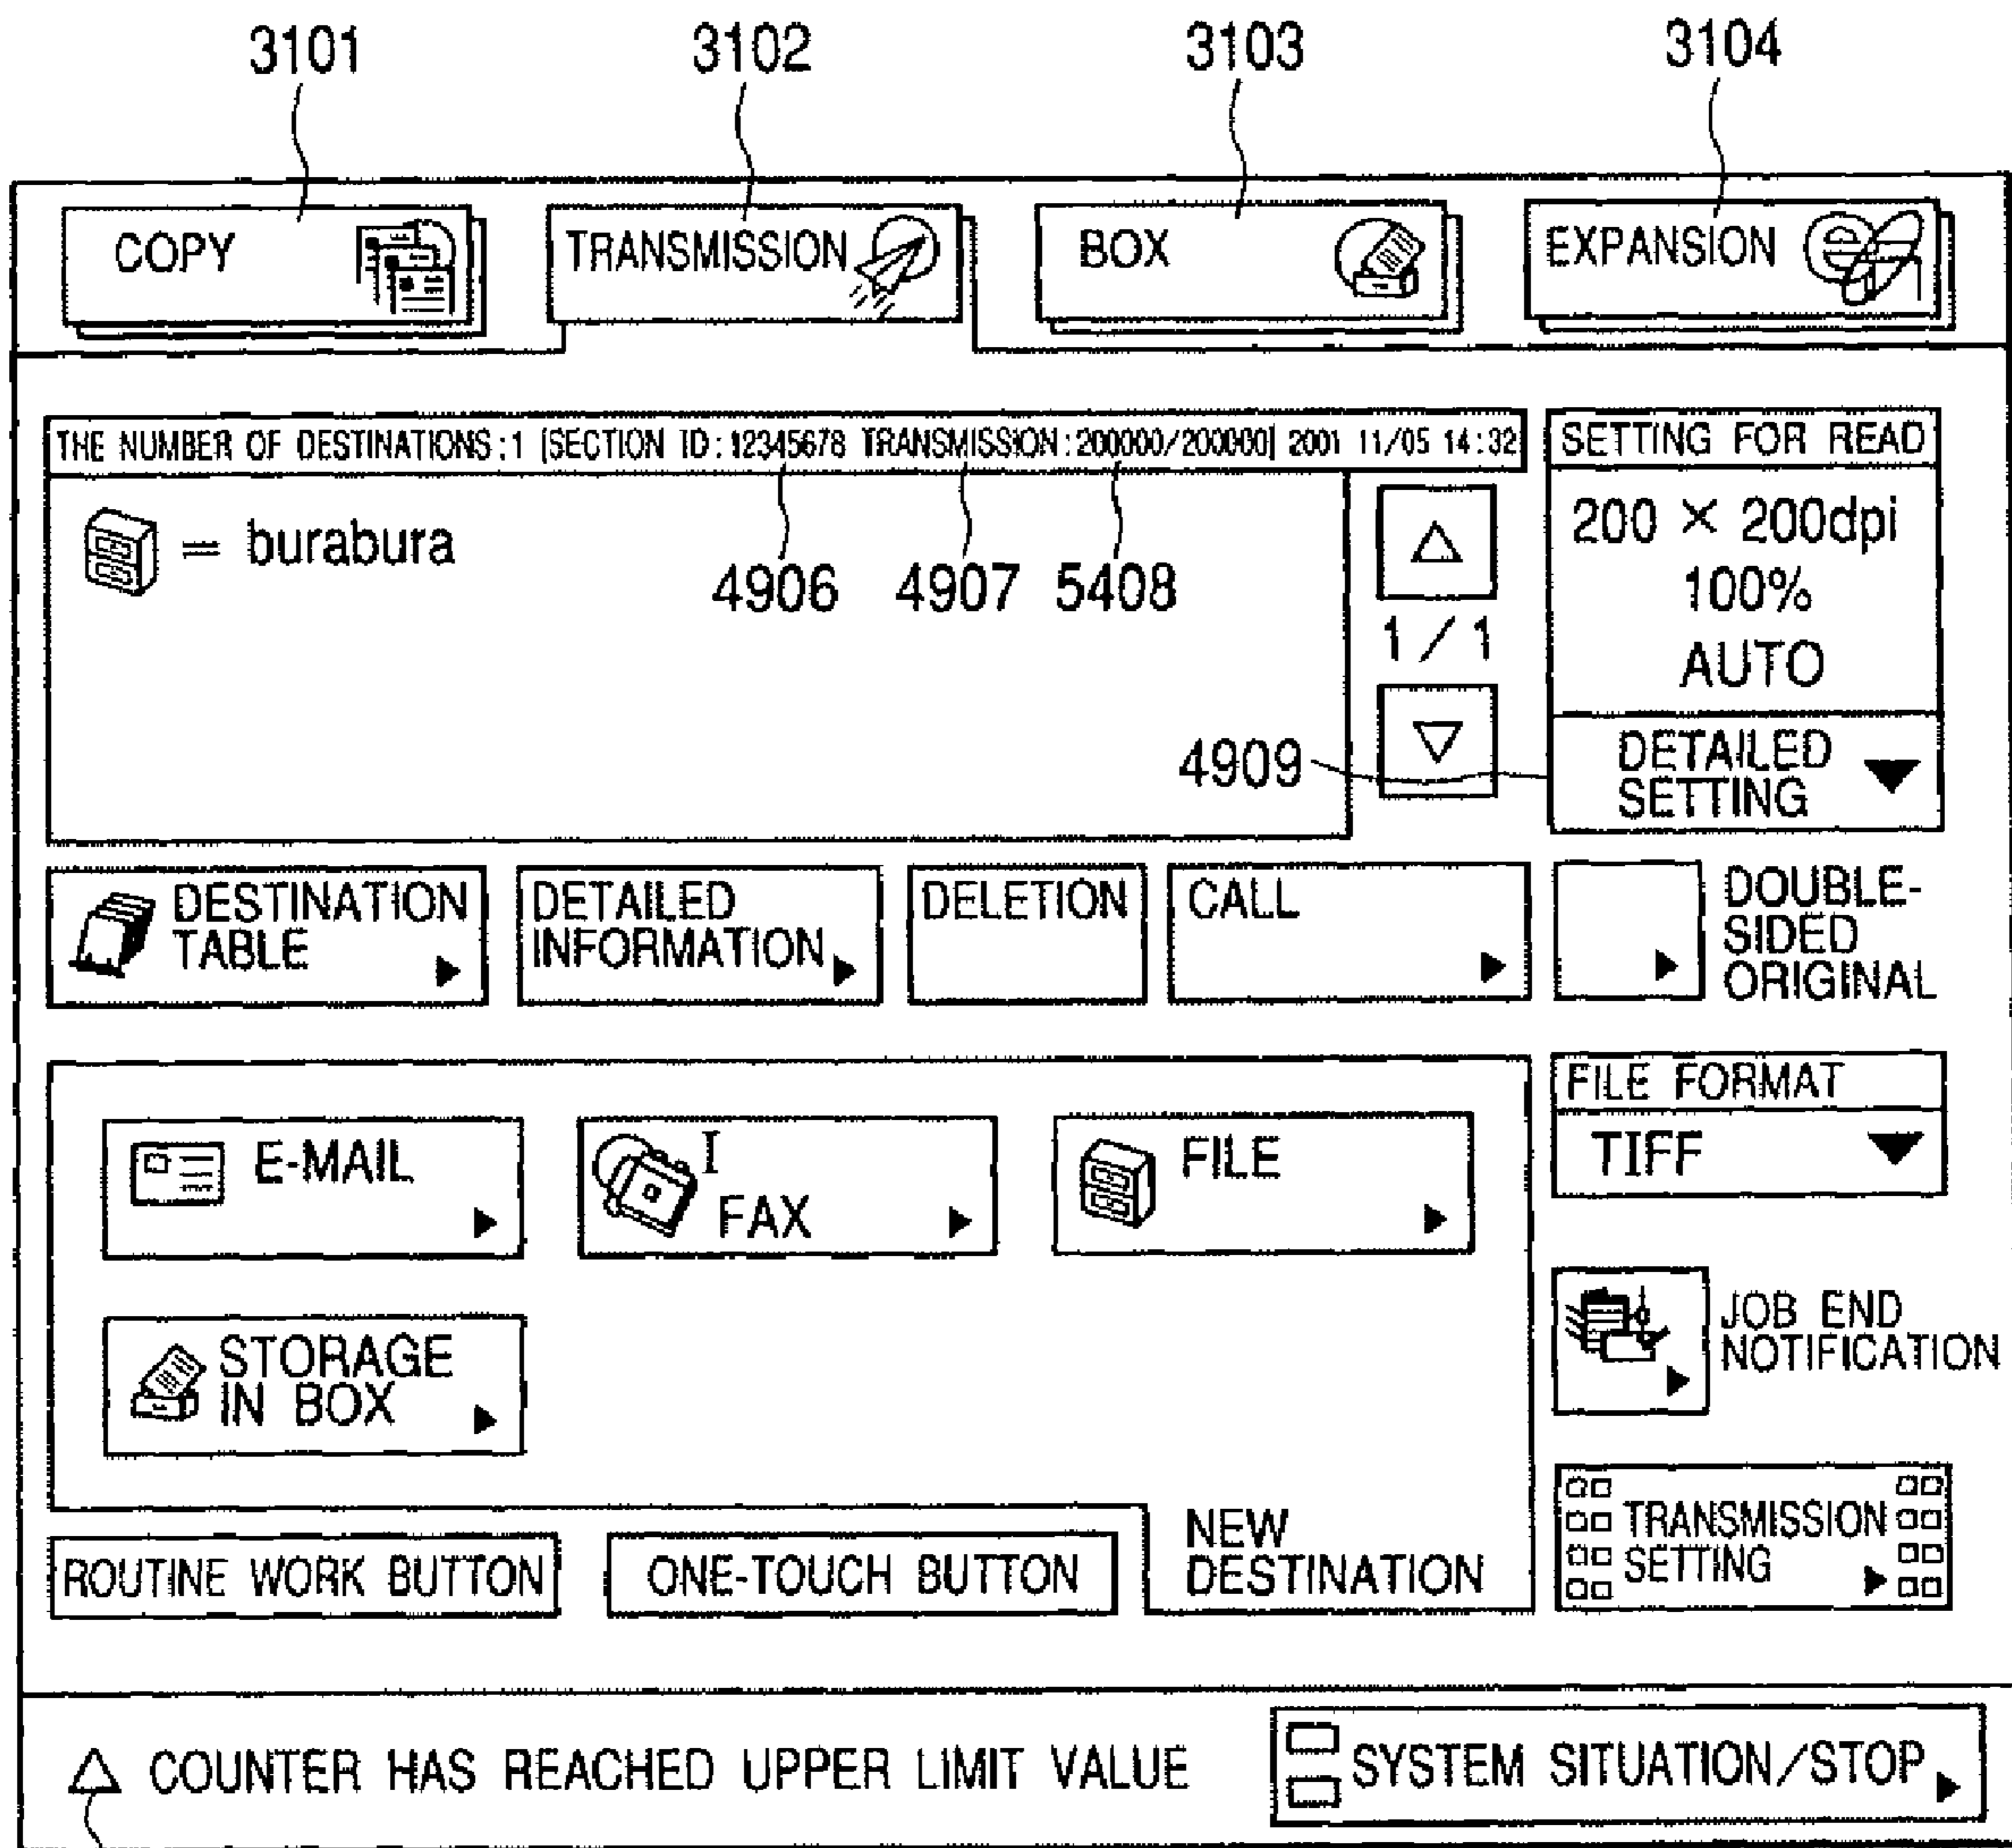 3101 3102 3103 3104
COPY TRANSMISSION BOX EXPANSION
THE NUMBER OF DESTINATIONS:1 [SECTION ID:12345678 TRANSMISSION:200000/200000] 2001 11/05 14:32
SETTING FOR READ
= burabura
4906 4907 5408
1/1
200 × 200dpi
100%
AUTO
4909
DETAILED
SETTING
DESTINATION
TABLE
DETAILED
INFORMATION
DELETION
CALL
DOUBLE-
SIDED
ORIGINAL
E-MAIL
I
FAX
FILE
FILE FORMAT
TIFF
STORAGE
IN BOX
JOB END
NOTIFICATION
ROUTINE WORK BUTTON
ONE-TOUCH BUTTON
NEW
DESTINATION
TRANSMISSION
SETTING
COUNTER HAS REACHED UPPER LIMIT VALUE
SYSTEM SITUATION/STOP